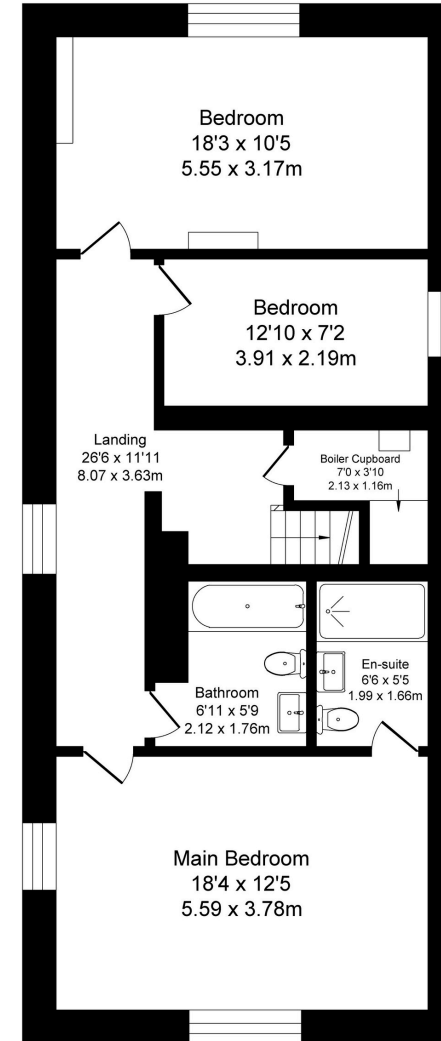 Bedroom
18'3 x 10'5
5.55 x 3.17m
Bedroom
12'10 x 7'2
3.91 x 2.19m
Landing
26'6 x 11'11
8.07 x 3.63m
Boiler Cupboard
7'0 x 3'10
2.13 x 1.16m
En-suite
6'6 x 5'5
1.99 x 1.66m
Bathroom
6'11 x 5'9
2.12 x 1.76m
Main Bedroom
18'4 x 12'5
5.59 x 3.78m